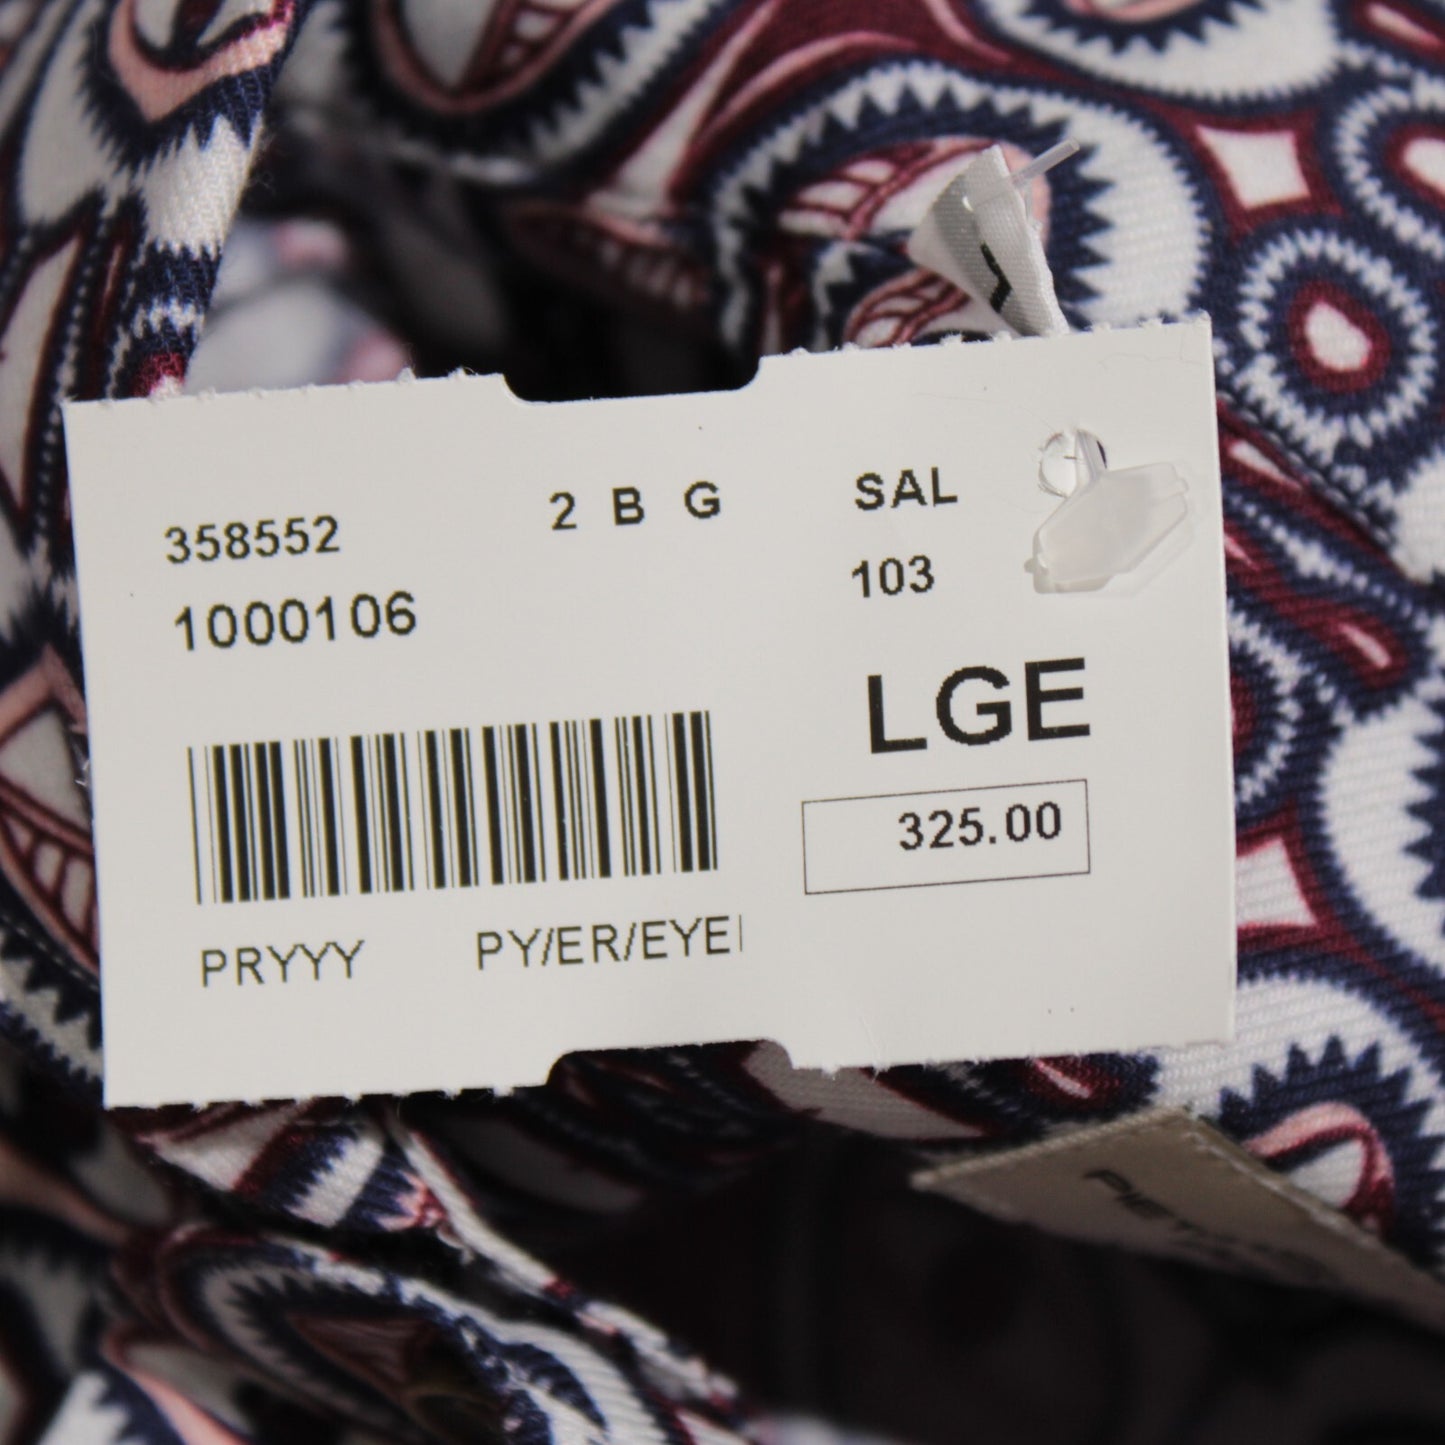 358552 2 B G SAL
1000106 103
LGE
325.00
PRYYY PY/ER/EYE